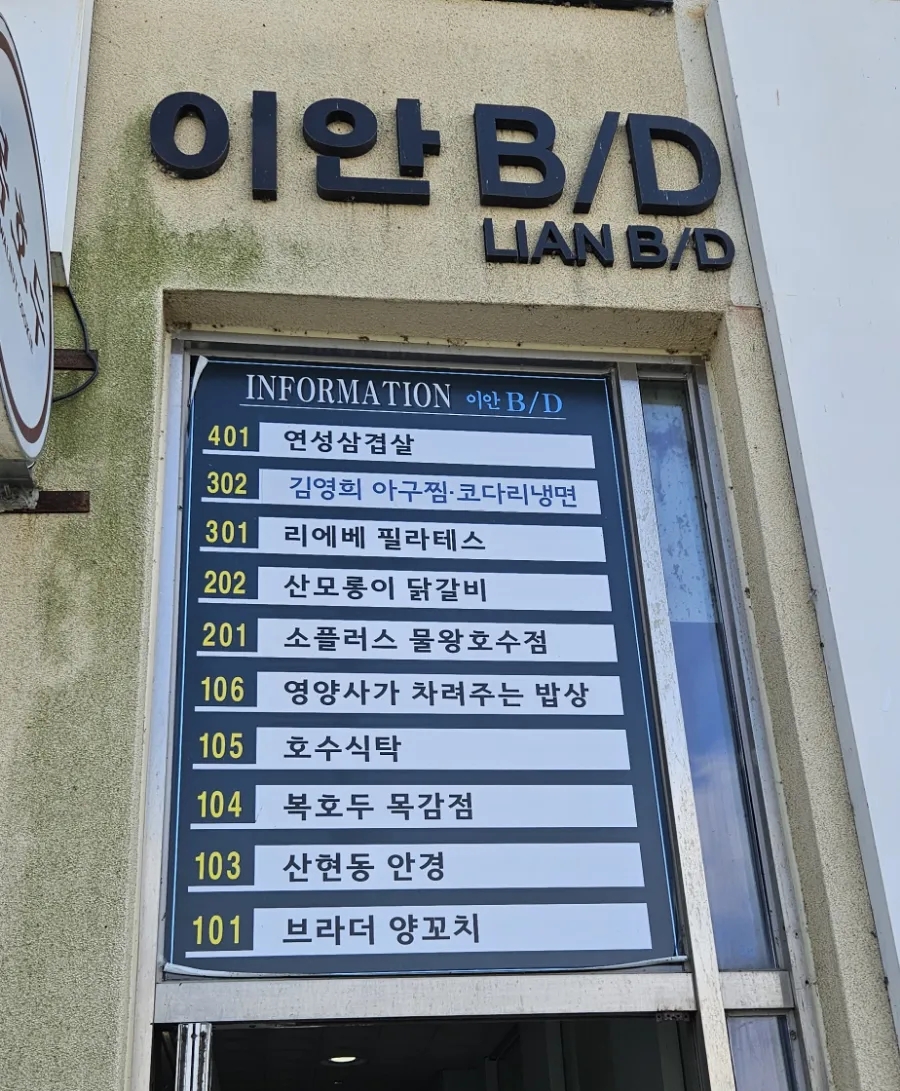 이안 B/D
LIAN B/D
INFORMATION 이안 B/D
401 연성삼겹살
302 김영희 아구찜·코다리냉면
301 리에베 필라테스
202 산모롱이 닭갈비
201 소플러스 물왕호수점
106 영양사가 차려주는 밥상
105 호수식탁
104 복호두 목감점
103 산현동 안경
101 브라더 양꼬치